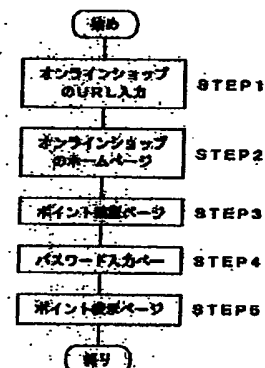 始め
オンラインショップ
のURL入力
STEP1
オンラインショップ
のホームページ
STEP2
ポイント ページ
STEP3
パスワード入力ペー
STEP4
ポイント ページ
STEP5
終り